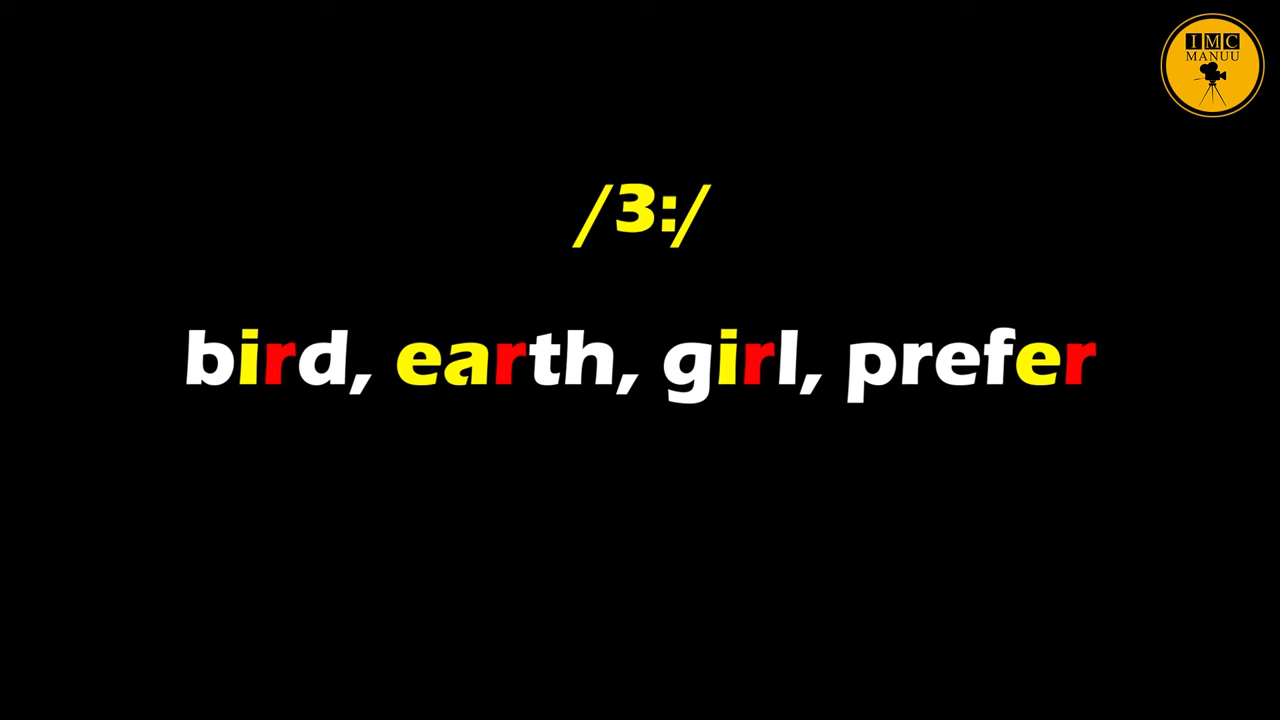 IMC
MANUU
/3:/
bird, earth, girl, prefer